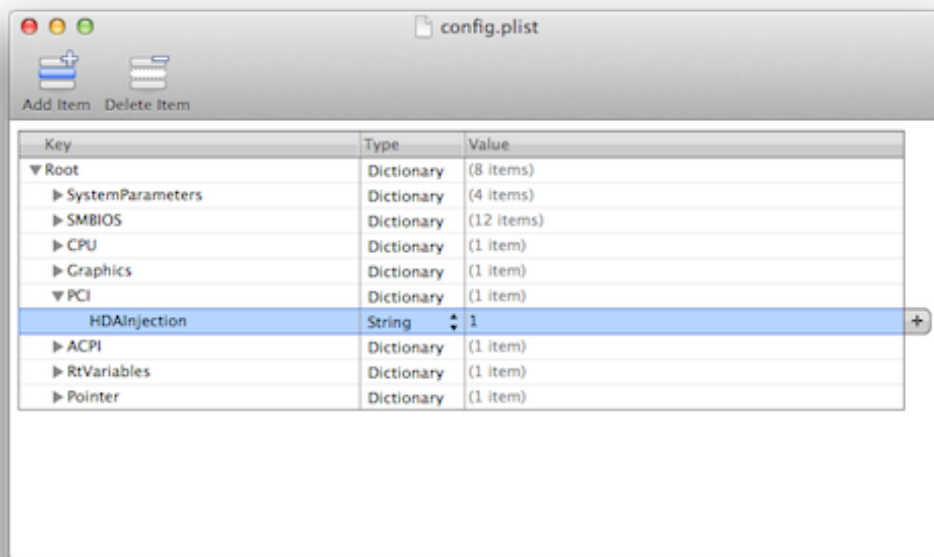 config.plist
Add Item Delete Item
Key Type Value
Root Dictionary (8 items)
SystemParameters Dictionary (4 items)
SMBIOS Dictionary (12 items)
CPU Dictionary (1 item)
Graphics Dictionary (1 item)
PCI Dictionary (1 item)
HDAInjection String 1
ACPI Dictionary (1 item)
RtVariables Dictionary (1 item)
Pointer Dictionary (1 item)